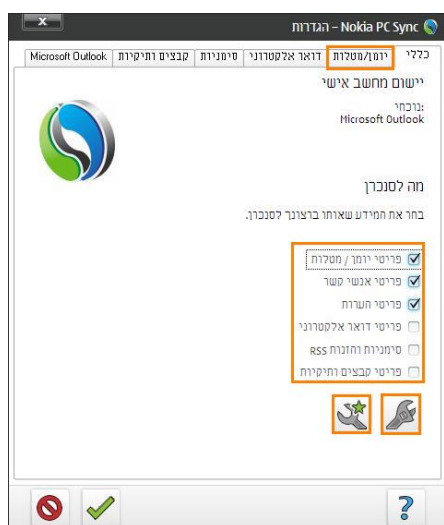 Nokia PC Sync – הגדרות
כללי יומן/מטלות דואר אלקטרוני סימניות קבצים ותיקיות Microsoft Outlook
יישום מחשב אישי
נוכחי:
Microsoft Outlook
מה לסנכרן
בחר את המידע שאותו ברצונך לסנכרן.
פריטי יומן / מטלות
פריטי אנשי קשר
פריטי הערות
פריטי דואר אלקטרוני
סימניות והזנות RSS
פריטי קבצים ותיקיות